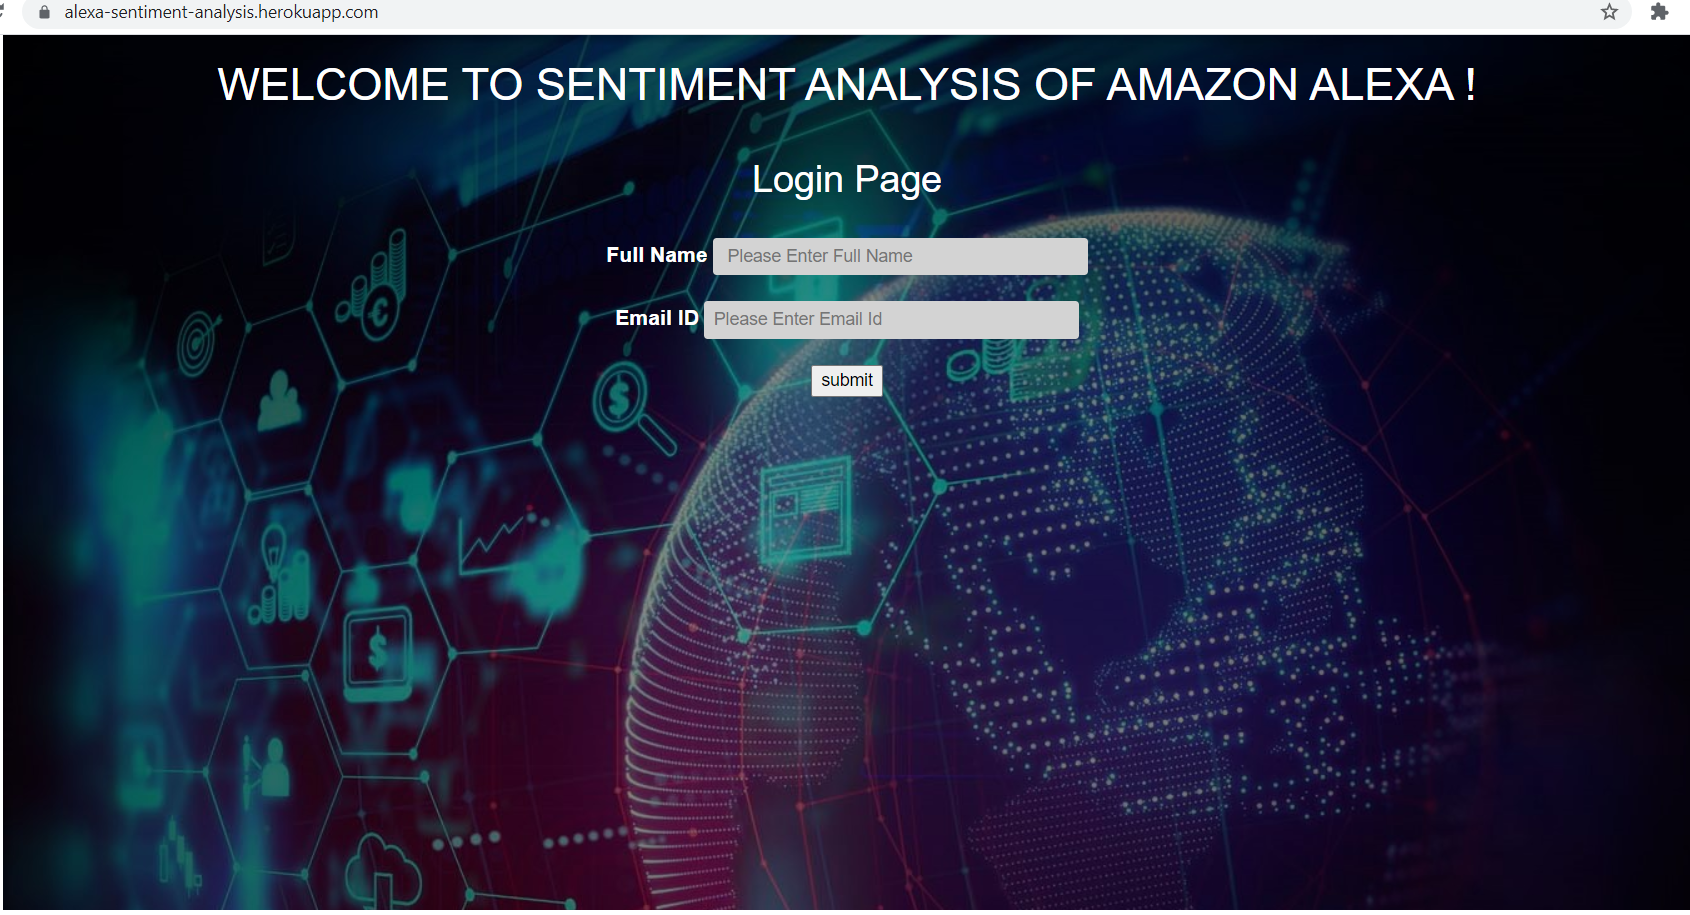 alexa-sentiment-analysis.herokuapp.com
WELCOME TO SENTIMENT ANALYSIS OF AMAZON ALEXA !
Login Page
Full Name Please Enter Full Name
Email ID Please Enter Email Id
submit